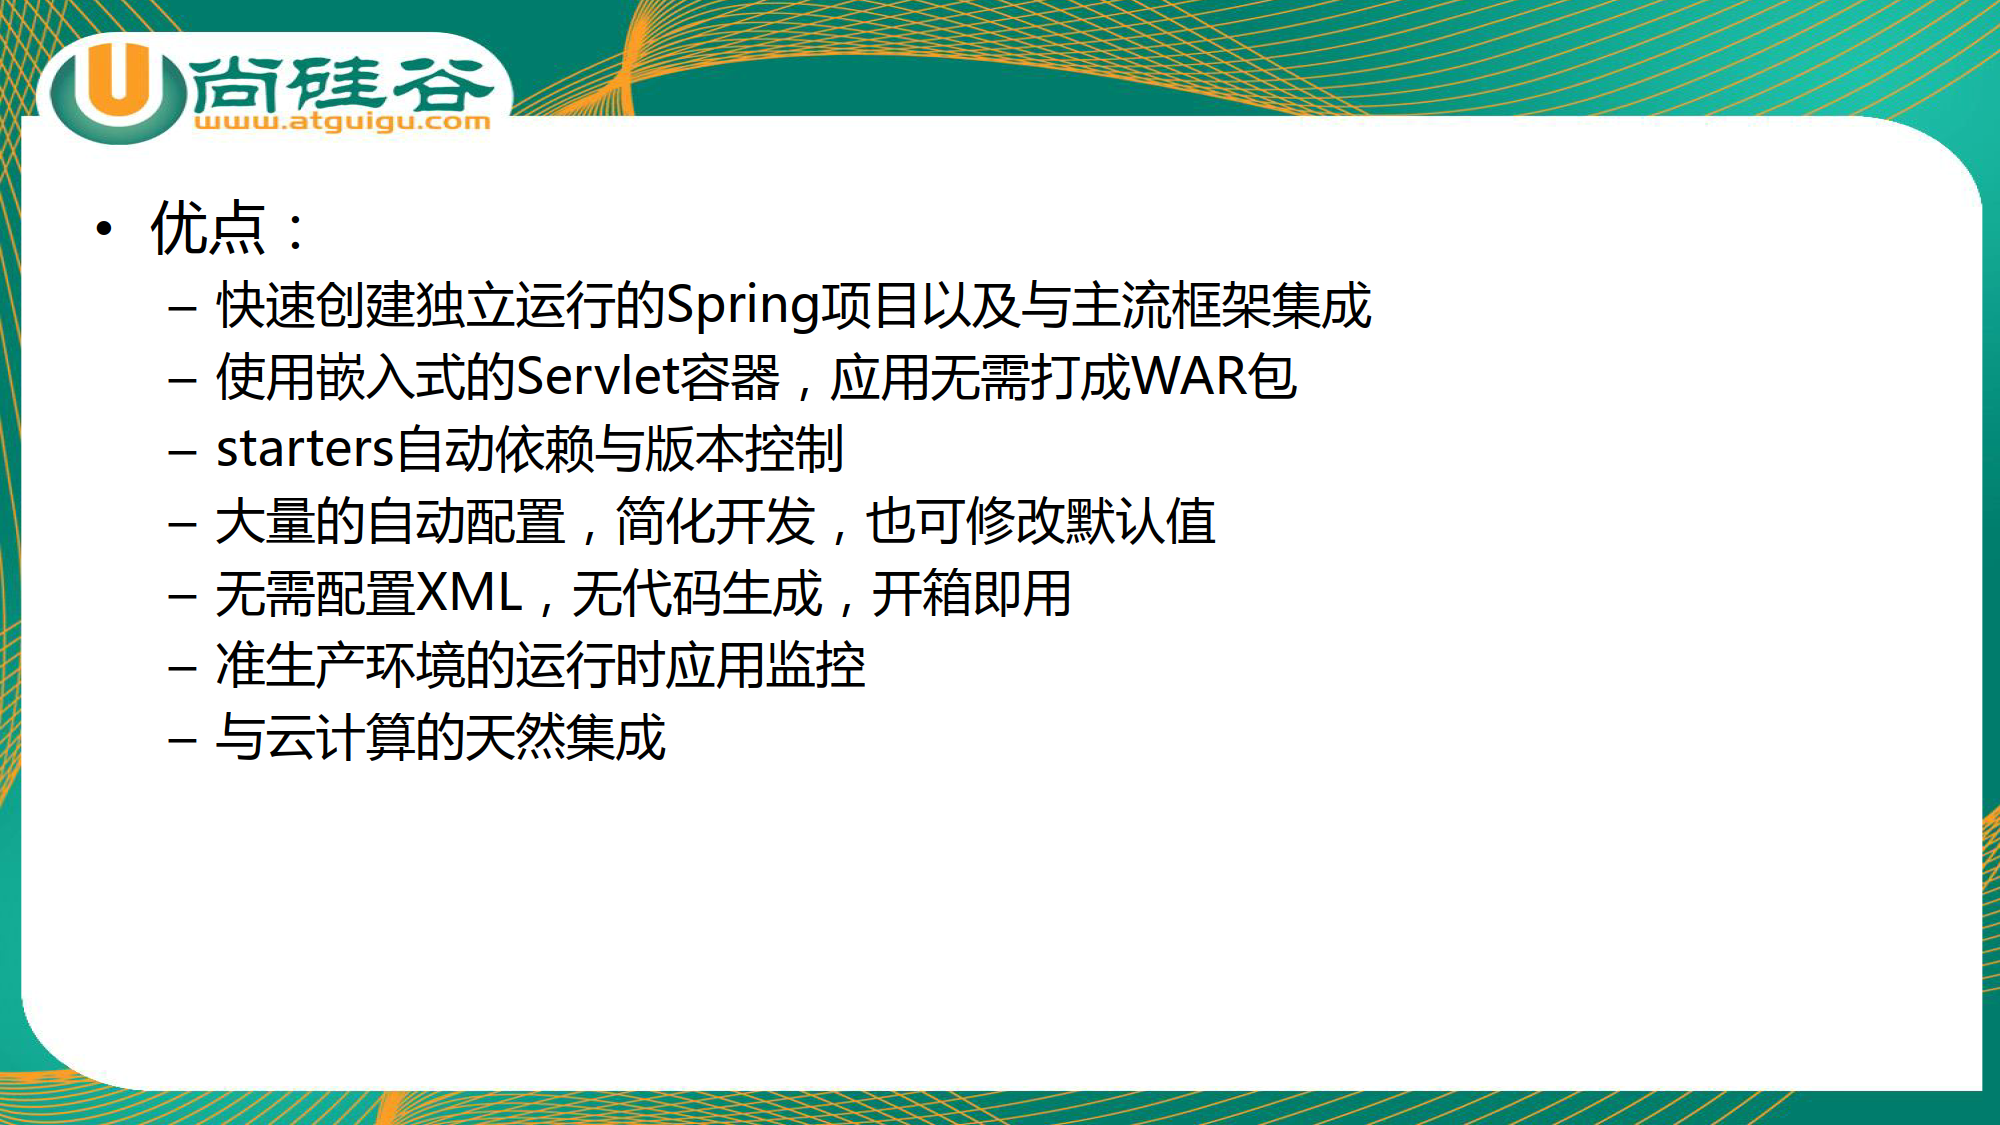 尚硅谷
www.atguigu.com
• 优点：
– 快速创建独立运行的Spring项目以及与主流框架集成
– 使用嵌入式的Servlet容器，应用无需打成WAR包
– starters自动依赖与版本控制
– 大量的自动配置，简化开发，也可修改默认值
– 无需配置XML，无代码生成，开箱即用
– 准生产环境的运行时应用监控
– 与云计算的天然集成